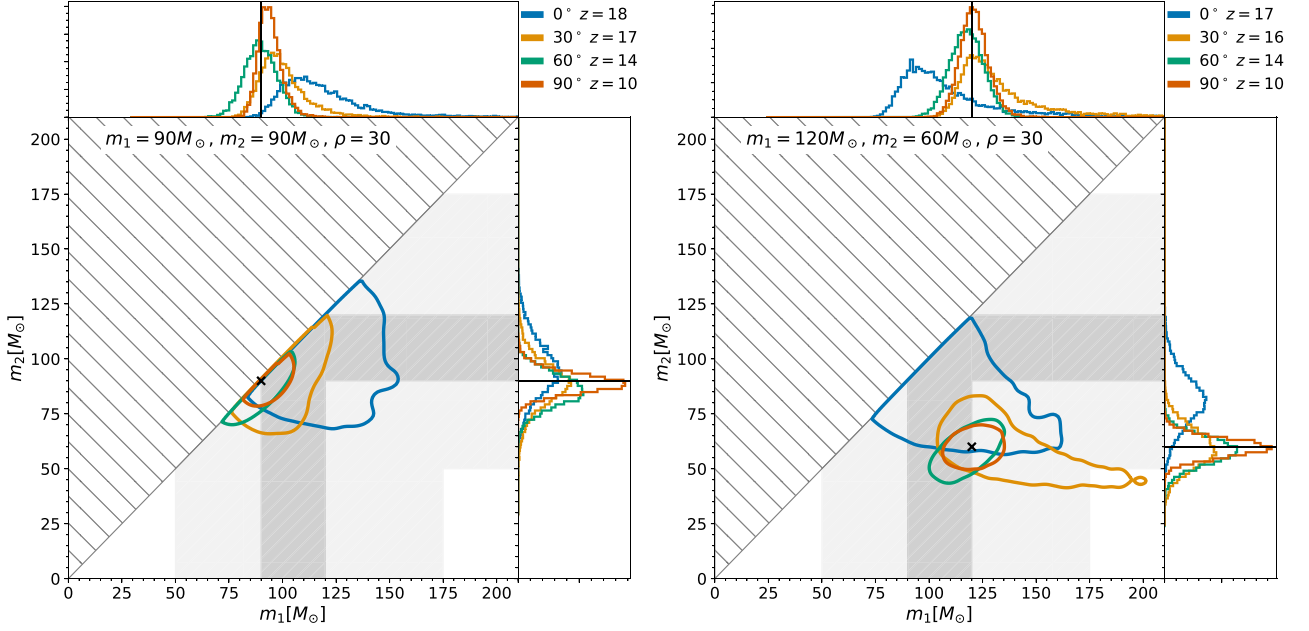 0° z = 18
30° z = 17
60° z = 14
90° z = 10
m₁ = 90M⊙, m₂ = 90M⊙, ρ = 30
200
175
150
125
100
75
50
25
0
m₂[M⊙]
0 25 50 75 100 125 150 175 200
m₁[M⊙]
0° z = 17
30° z = 16
60° z = 14
90° z = 10
m₁ = 120M⊙, m₂ = 60M⊙, ρ = 30
200
175
150
125
100
75
50
25
0
m₂[M⊙]
0 25 50 75 100 125 150 175 200
m₁[M⊙]